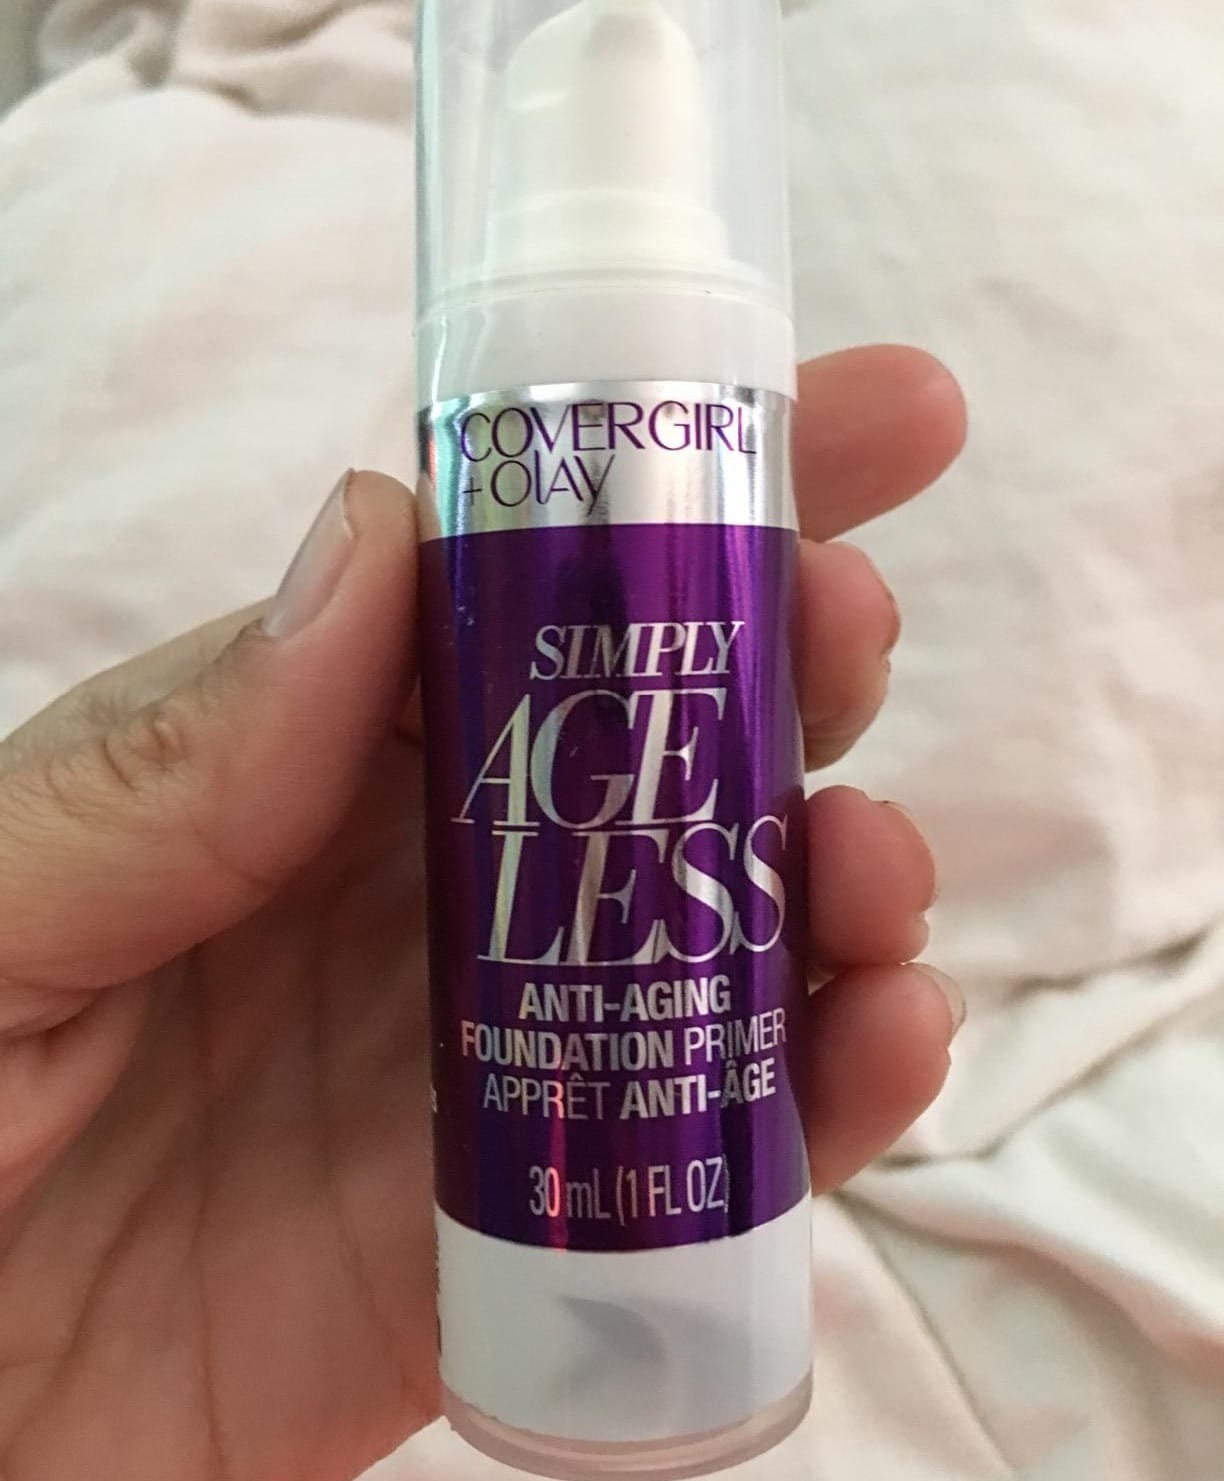 COVERGIRL
+OlAy
SIMPLY
AGE
LESS
ANTI-AGING
FOUNDATION PRIMER
APPRÊT ANTI-ÂGE
30 mL (1 FL OZ)